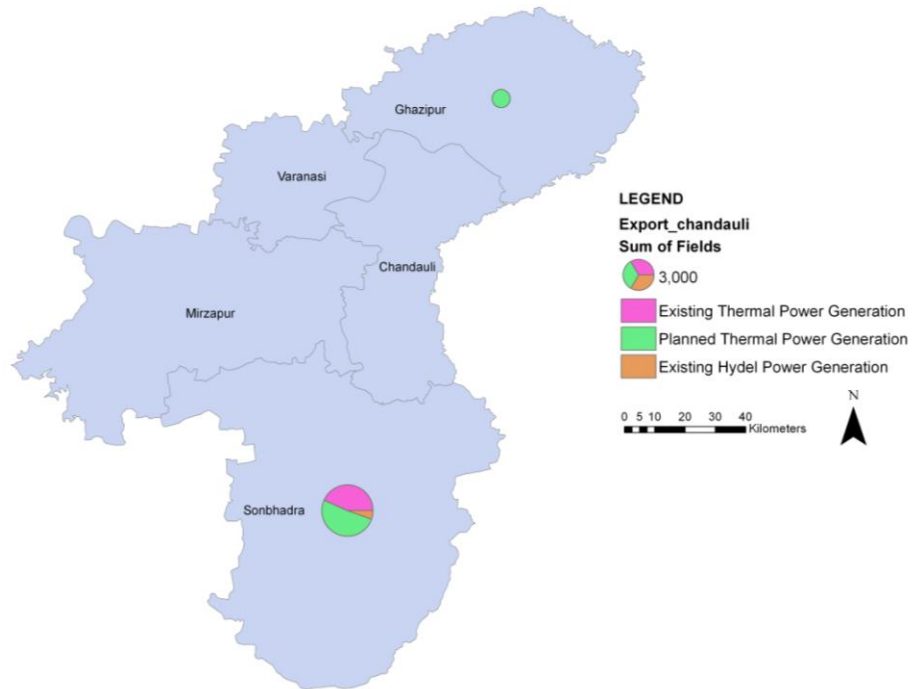 Ghazipur
Varanasi
Chandauli
Mirzapur
Sonbhadra
LEGEND
Export_chandauli
Sum of Fields
3,000
Existing Thermal Power Generation
Planned Thermal Power Generation
Existing Hydel Power Generation
N
0 5 10 20 30 40
Kilometers